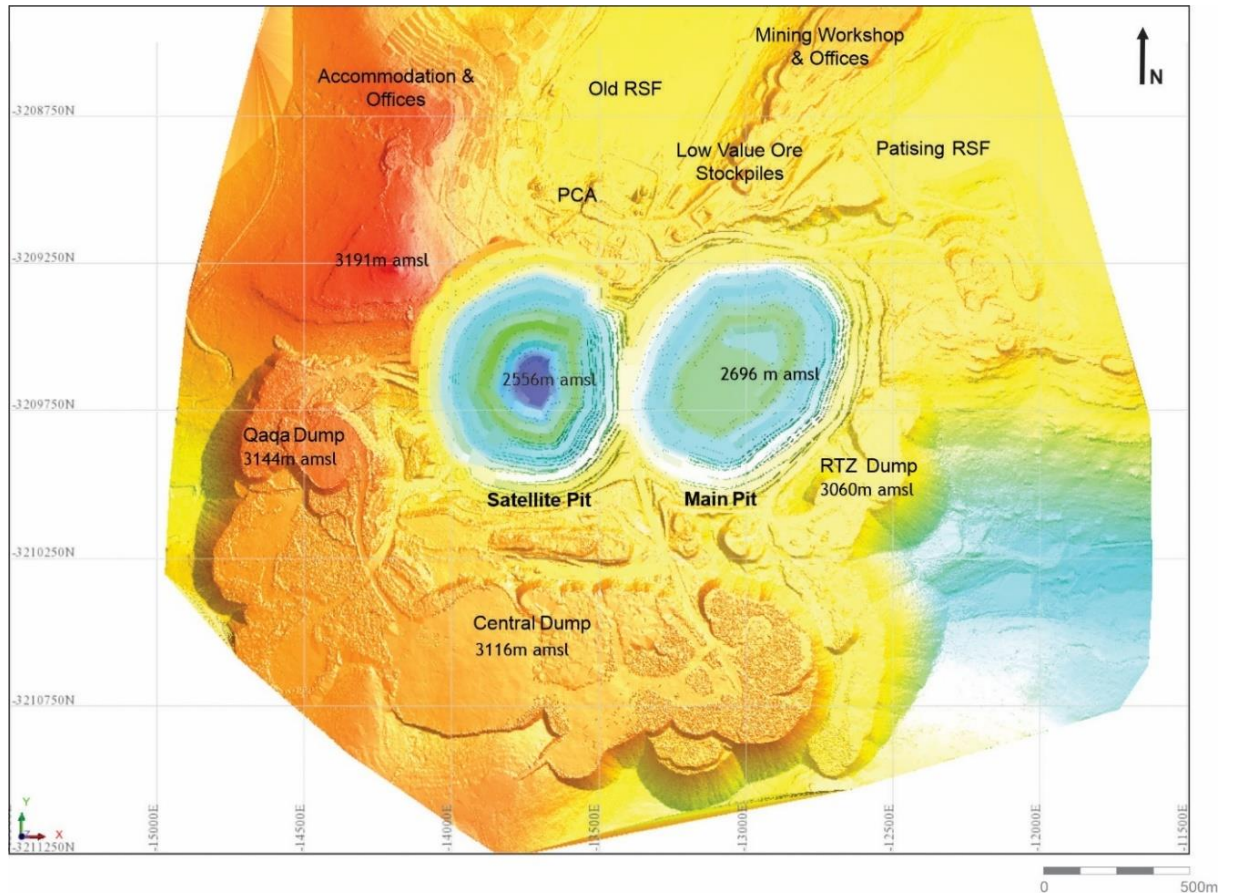 Mining Workshop
& Offices
N
Accommodation &
Offices
Old RSF
-3208750N
Low Value Ore
Stockpiles
Patising RSF
PCA
3191m amsl
-3209250N
2556m amsl
2696 m amsl
-3209750N
Qaqa Dump
3144m amsl
RTZ Dump
3060m amsl
Satellite Pit
Main Pit
-3210250N
Central Dump
3116m amsl
-3210750N
Y
X
-3211250N
-15000E
-14500E
-14000E
-13500E
-13000E
-12500E
-12000E
-11500E
0
500m